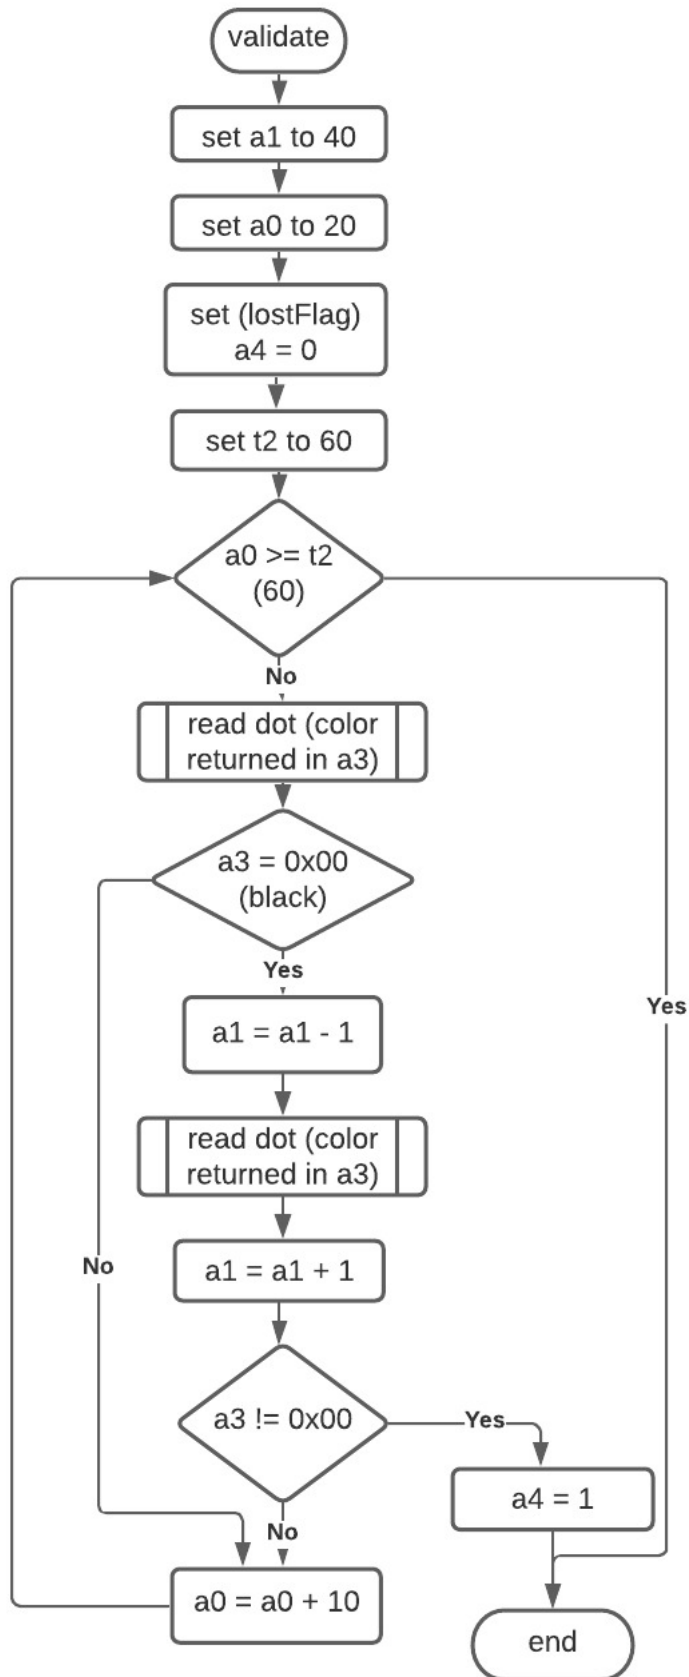 validate
set a1 to 40
set a0 to 20
set (lostFlag)
a4 = 0
set t2 to 60
a0 >= t2
(60)
No
read dot (color
returned in a3)
a3 = 0x00
(black)
Yes
Yes
a1 = a1 - 1
read dot (color
returned in a3)
No
a1 = a1 + 1
a3 != 0x00
Yes
a4 = 1
No
a0 = a0 + 10
end